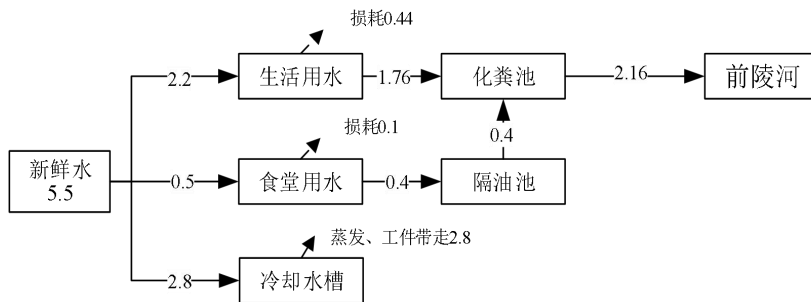 损耗0.44
2.2
生活用水
1.76
化粪池
2.16
前陵河
损耗0.1
0.4
新鲜水
5.5
0.5
食堂用水
0.4
隔油池
蒸发、工件带走2.8
2.8
冷却水槽